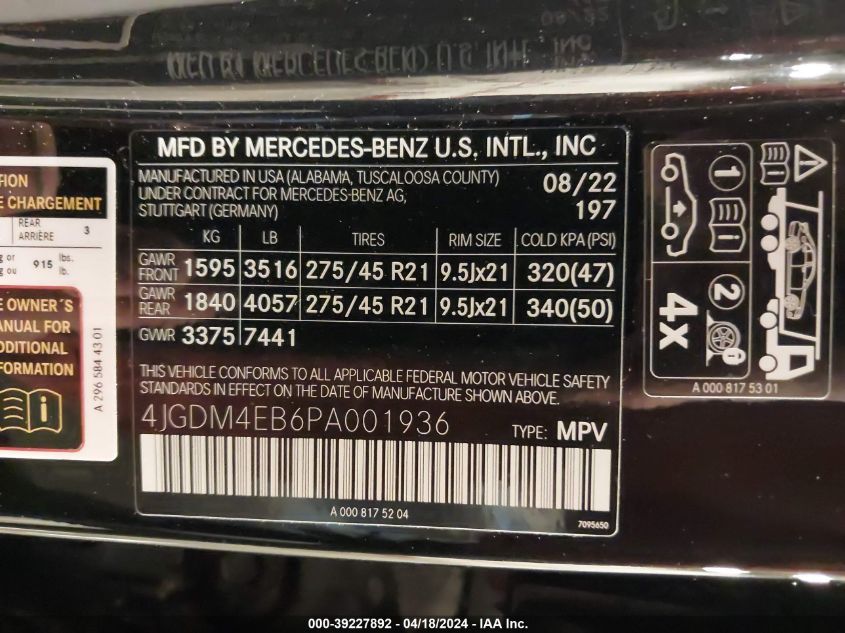 MFD BY MERCEDES-BENZ U.S. INTL., INC
MANUFACTURED IN USA (ALABAMA, TUSCALOOSA COUNTY)
UNDER CONTRACT FOR MERCEDES-BENZ AG,
STUTTGART (GERMANY)
08/22
197
KG LB TIRES RIM SIZE COLD KPA(PSI)
GAWR FRONT 1595 3516 275/45 R21 9.5Jx21 320(47)
GAWR REAR 1840 4057 275/45 R21 9.5Jx21 340(50)
GVWR 3375 7441
THIS VEHICLE CONFORMS TO ALL APPLICABLE FEDERAL MOTOR VEHICLE SAFETY
STANDARDS IN EFFECT ON THE DATE OF MANUFACTURE SHOWN ABOVE.
4JGDM4EB6PA001936 TYPE: MPV
A 000 817 52 04
7095650
TION
E CHARGEMENT
REAR 3
ARRIÈRE
g or 915 lbs.
g ou lb.
E OWNER´S
ANUAL FOR
DDITIONAL
FORMATION
A 296 584 43 01
1
2
4x
A 000 817 53 01
000-39227892 - 04/18/2024 - IAA Inc.